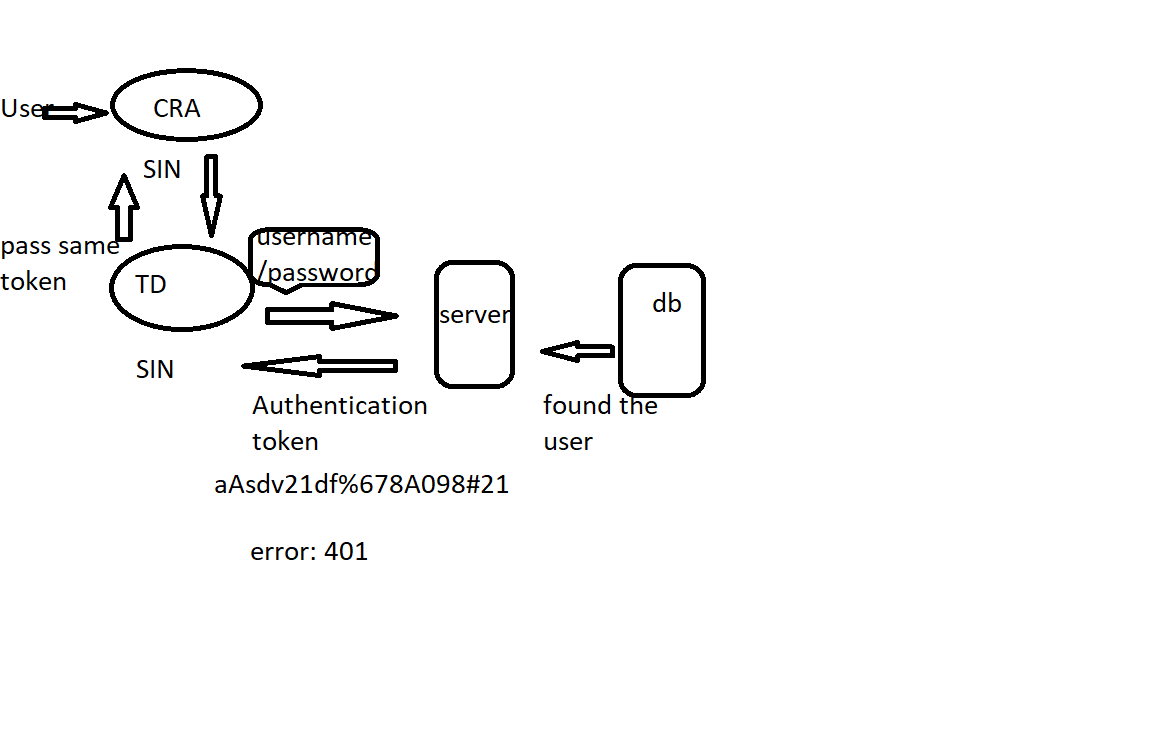 User
CRA
SIN
pass same
token
TD
username
/password
server
db
SIN
Authentication
token
found the
user
aAsdv21df%678A098#21
error: 401